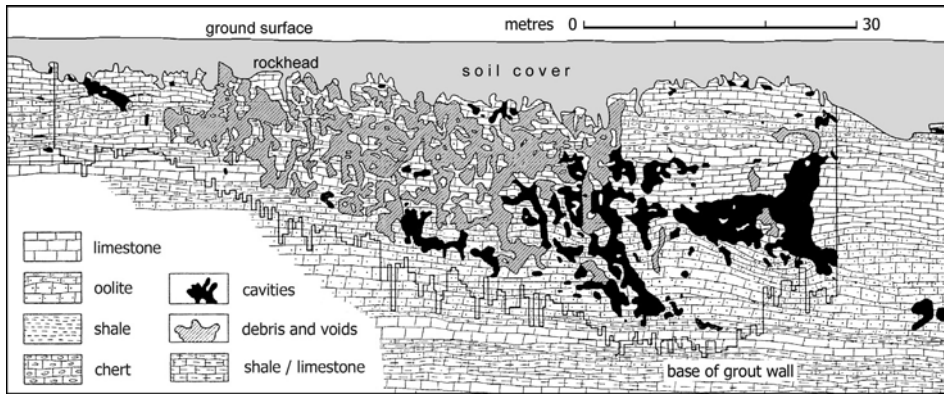 ground surface
metres 0 30
rockhead
soil cover
limestone
oolite
cavities
shale
debris and voids
chert
shale / limestone
base of grout wall